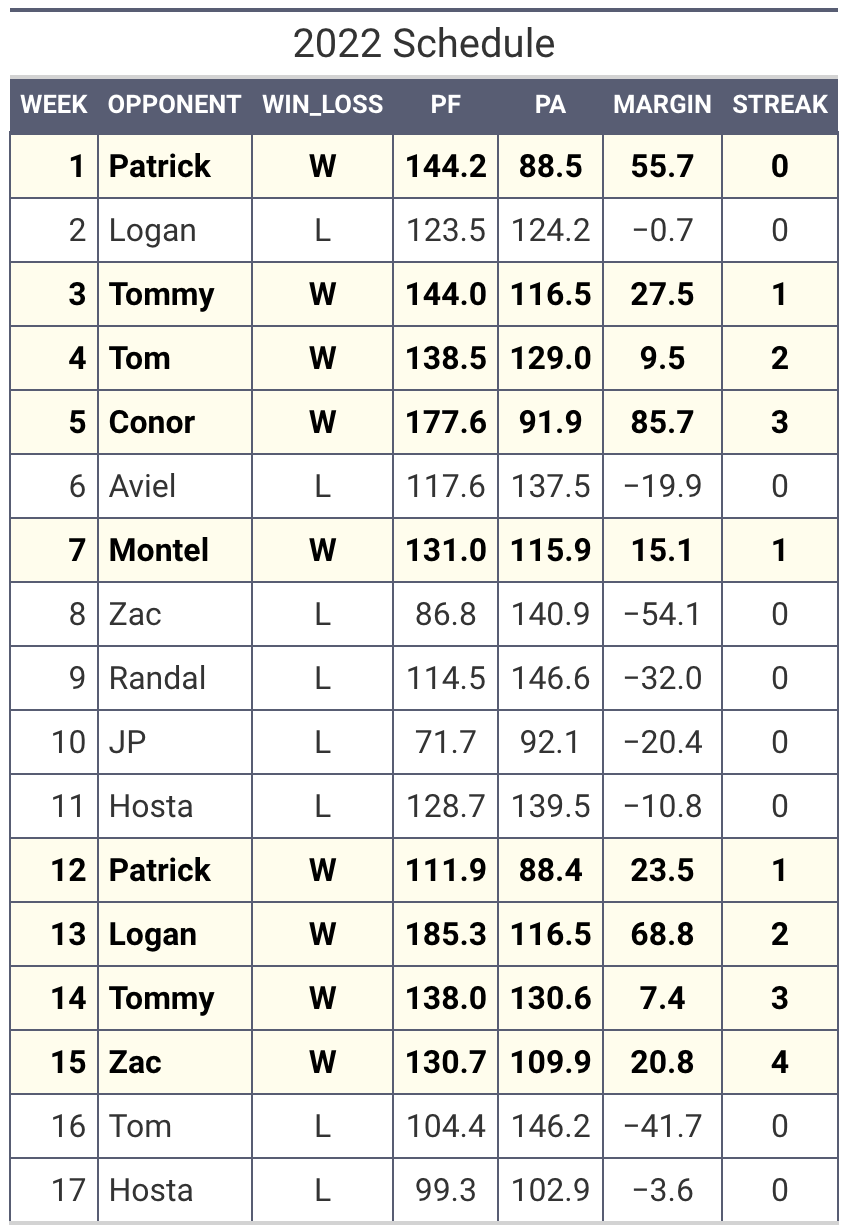 2022 Schedule
WEEK OPPONENT WIN_LOSS PF PA MARGIN STREAK
1 Patrick W 144.2 88.5 55.7 0
2 Logan L 123.5 124.2 −0.7 0
3 Tommy W 144.0 116.5 27.5 1
4 Tom W 138.5 129.0 9.5 2
5 Conor W 177.6 91.9 85.7 3
6 Aviel L 117.6 137.5 −19.9 0
7 Montel W 131.0 115.9 15.1 1
8 Zac L 86.8 140.9 −54.1 0
9 Randal L 114.5 146.6 −32.0 0
10 JP L 71.7 92.1 −20.4 0
11 Hosta L 128.7 139.5 −10.8 0
12 Patrick W 111.9 88.4 23.5 1
13 Logan W 185.3 116.5 68.8 2
14 Tommy W 138.0 130.6 7.4 3
15 Zac W 130.7 109.9 20.8 4
16 Tom L 104.4 146.2 −41.7 0
17 Hosta L 99.3 102.9 −3.6 0